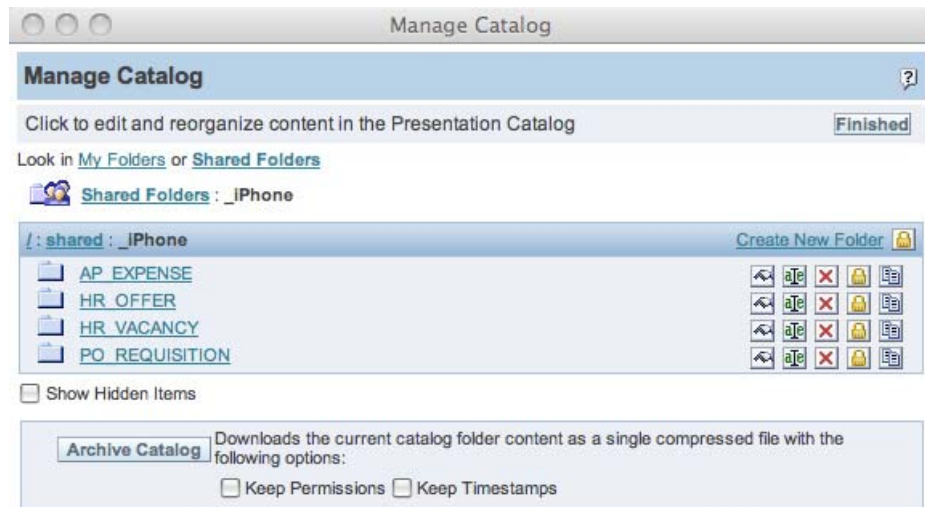 Manage Catalog
Manage Catalog
?
Click to edit and reorganize content in the Presentation Catalog Finished
Look in My Folders or Shared Folders
Shared Folders : _iPhone
/ : shared : _iPhone Create New Folder
AP_EXPENSE
HR_OFFER
HR_VACANCY
PO_REQUISITION
Show Hidden Items
Archive Catalog Downloads the current catalog folder content as a single compressed file with the
following options:
Keep Permissions Keep Timestamps